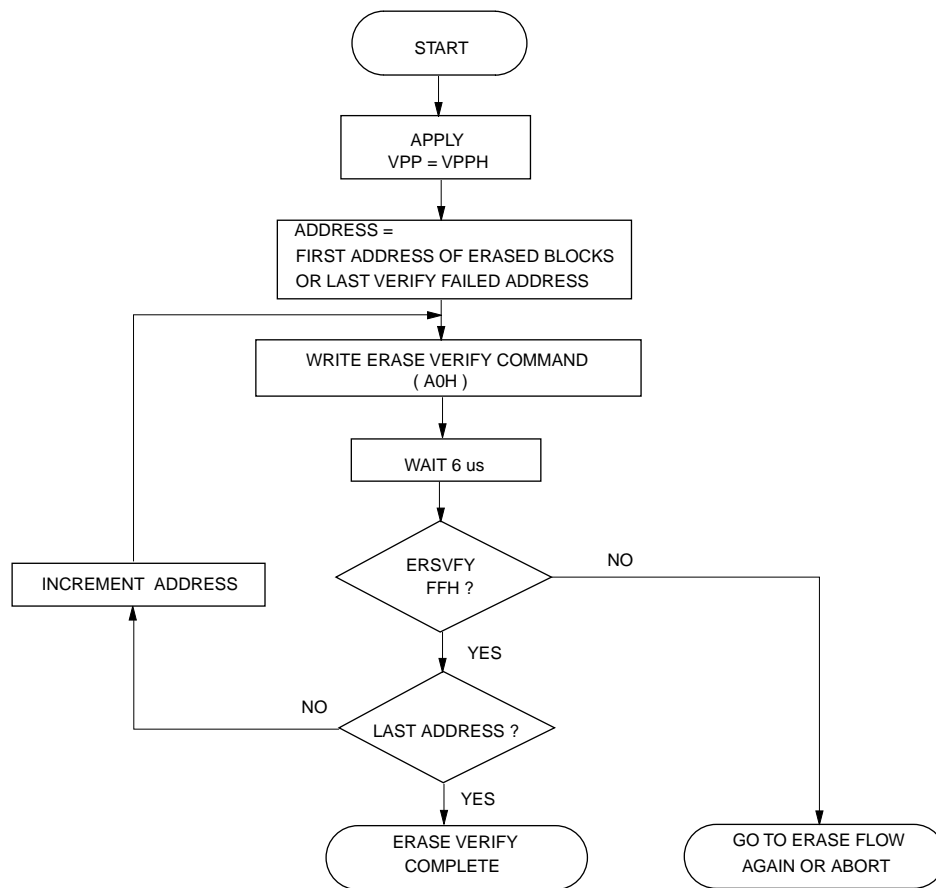 START
APPLY
VPP = VPPH
ADDRESS =
FIRST ADDRESS OF ERASED BLOCKS
OR LAST VERIFY FAILED ADDRESS
WRITE ERASE VERIFY COMMAND
( A0H )
WAIT 6 us
ERSVFY
FFH ?
NO
INCREMENT ADDRESS
YES
NO
LAST ADDRESS ?
YES
ERASE VERIFY
COMPLETE
GO TO ERASE FLOW
AGAIN OR ABORT